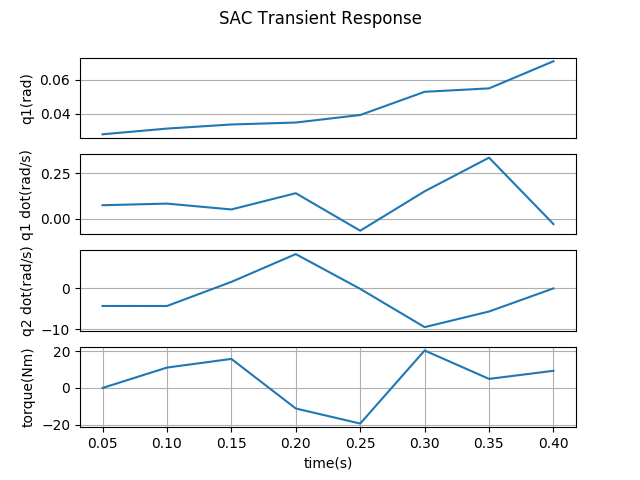 SAC Transient Response
q1(rad)
0.06
0.04
q1 dot(rad/s)
0.25
0.00
q2 dot(rad/s)
0
−10
torque(Nm)
20
0
−20
0.05 0.10 0.15 0.20 0.25 0.30 0.35 0.40
time(s)